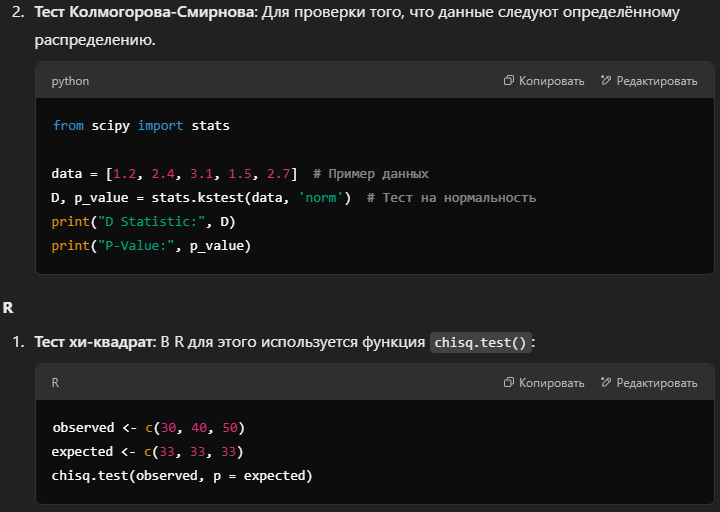 2. Тест Колмогорова-Смирнова: Для проверки того, что данные следуют определённому
распределению.
python Копировать Редактировать
from scipy import stats
data = [1.2, 2.4, 3.1, 1.5, 2.7]  # Пример данных
D, p_value = stats.kstest(data, 'norm')  # Тест на нормальность
print("D Statistic:", D)
print("P-Value:", p_value)
R
1. Тест хи-квадрат: В R для этого используется функция chisq.test():
R Копировать Редактировать
observed <- c(30, 40, 50)
expected <- c(33, 33, 33)
chisq.test(observed, p = expected)